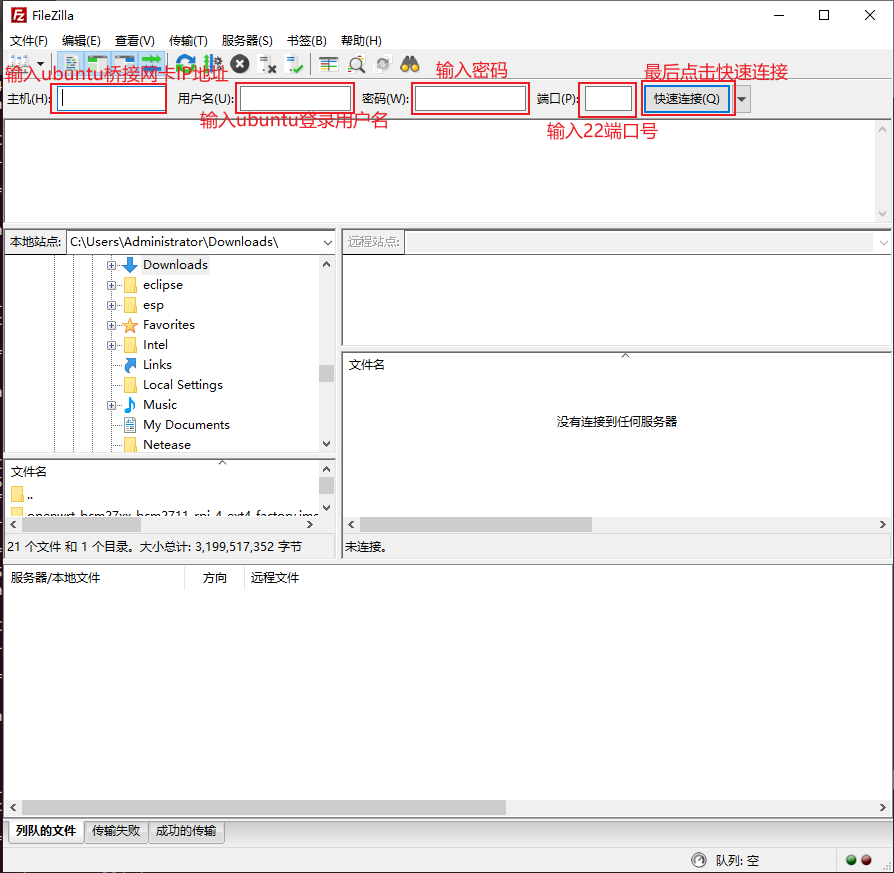 FileZilla
文件(F) 编辑(E) 查看(V) 传输(T) 服务器(S) 书签(B) 帮助(H)
输入ubuntu桥接网卡IP地址 输入密码 最后点击快速连接
主机(H): 用户名(U): 密码(W): 端口(P): 快速连接(Q)
输入ubuntu登录用户名 输入22端口号
本地站点: C:\Users\Administrator\Downloads\
Downloads
eclipse
esp
Favorites
Intel
Links
Local Settings
Music
My Documents
Netease
文件名
..
openwrt-bcm27xx-bcm2711-rpi-4-ext4-factory.img
21 个文件 和 1 个目录。大小总计: 3,199,517,352 字节
远程站点:
文件名
没有连接到任何服务器
未连接。
服务器/本地文件 方向 远程文件
列队的文件 传输失败 成功的传输
队列: 空